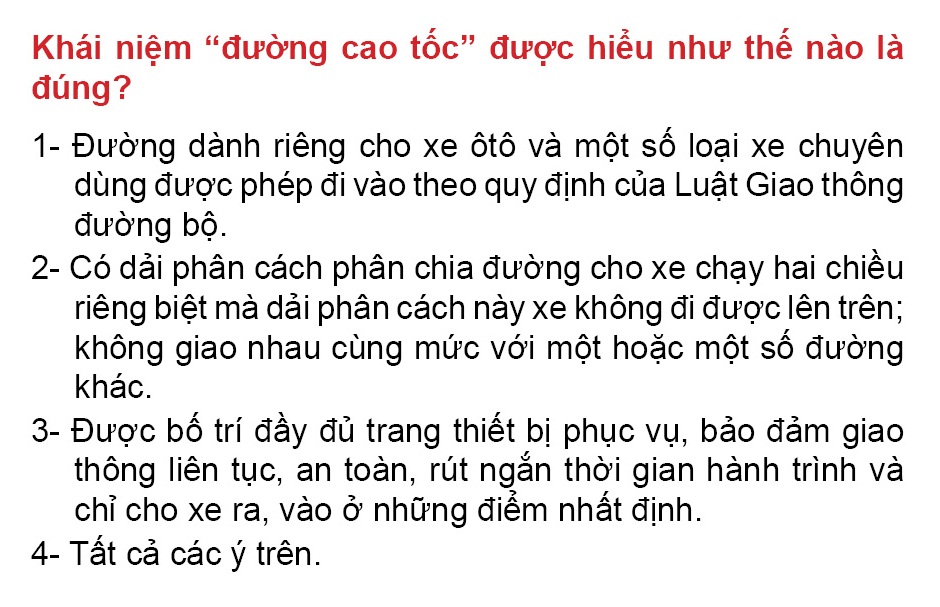 Khái niệm “đường cao tốc” được hiểu như thế nào là
đúng?
1- Đường dành riêng cho xe ôtô và một số loại xe chuyên
dùng được phép đi vào theo quy định của Luật Giao thông
đường bộ.
2- Có dải phân cách phân chia đường cho xe chạy hai chiều
riêng biệt mà dải phân cách này xe không đi được lên trên;
không giao nhau cùng mức với một hoặc một số đường
khác.
3- Được bố trí đầy đủ trang thiết bị phục vụ, bảo đảm giao
thông liên tục, an toàn, rút ngắn thời gian hành trình và
chỉ cho xe ra, vào ở những điểm nhất định.
4- Tất cả các ý trên.